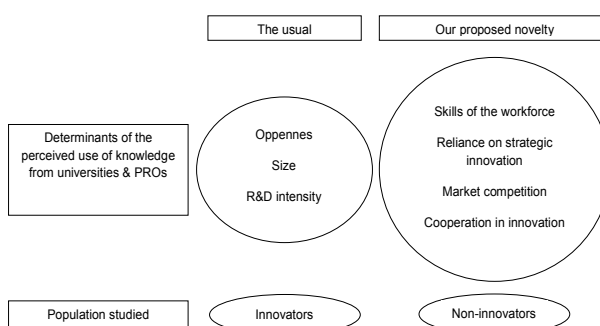 The usual
Our proposed novelty
Determinants of the
perceived use of knowledge
from universities & PROs
Oppennes
Size
R&D intensity
Skills of the workforce
Reliance on strategic
innovation
Market competition
Cooperation in innovation
Population studied
Innovators
Non-innovators